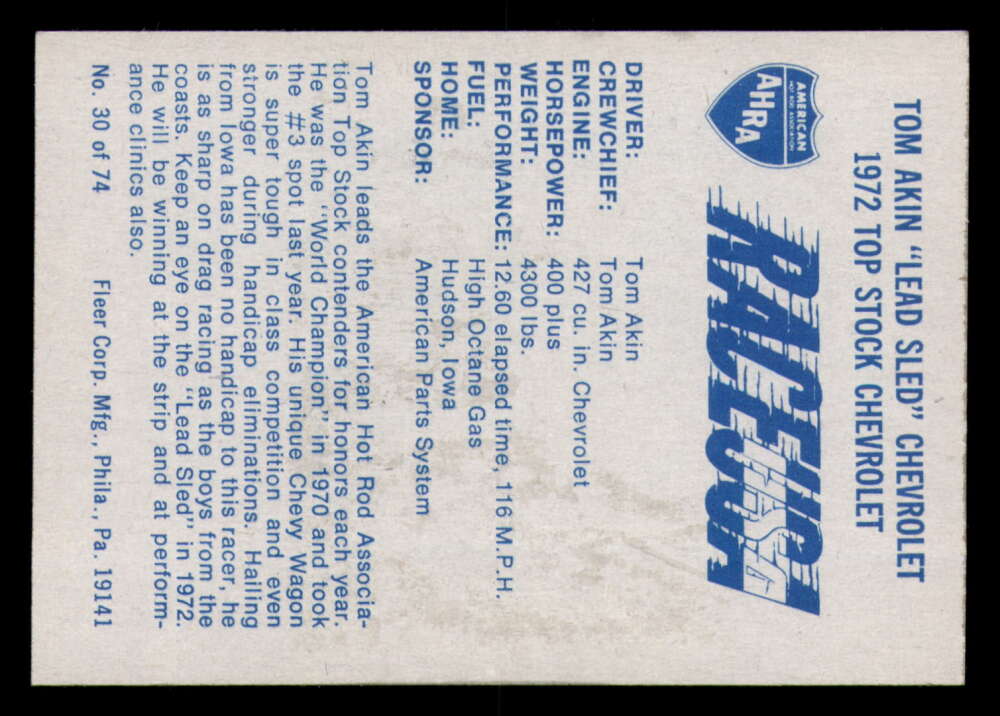 TOM AKIN "LEAD SLED" CHEVROLET
1972 TOP STOCK CHEVROLET
AMERICAN
HOT ROD ASSOCIATION
AHRA
RACING
USA
DRIVER: Tom Akin
CREWCHIEF: Tom Akin
ENGINE: 427 cu. in. Chevrolet
HORSEPOWER: 400 plus
WEIGHT: 4300 lbs.
PERFORMANCE: 12.60 elapsed time, 116 M.P.H.
FUEL: High Octane Gas
HOME: Hudson, Iowa
SPONSOR: American Parts System
Tom Akin leads the American Hot Rod Associa-
tion Top Stock contenders for honors each year.
He was the "World Champion" in 1970 and took
the #3 spot last year. His unique Chevy Wagon
is super tough in class competition and even
stronger during handicap eliminations. Hailing
from Iowa has been no handicap to this racer, he
is as sharp on drag racing as the boys from the
coasts. Keep an eye on the "Lead Sled" in 1972.
He will be winning at the strip and at perform-
ance clinics also.
No. 30 of 74 Fleer Corp. Mfg., Phila., Pa. 19141